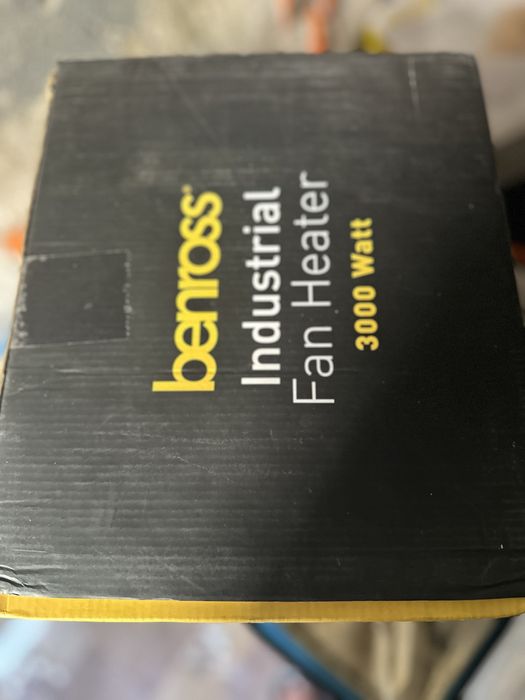 benross
Industrial
Fan Heater
3000 Watt